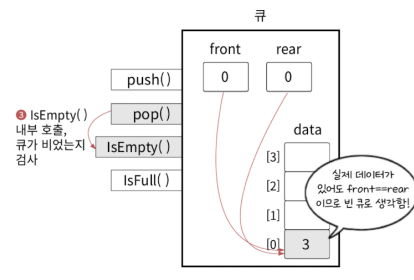 큐
front rear
0 0
push()
❸ IsEmpty()
내부 호출,
큐가 비었는지
검사
pop()
IsEmpty()
IsFull()
data
[3]
[2]
[1]
[0] 3
실제 데이터가
있어도 front==rear
이므로 빈 큐로 생각함!